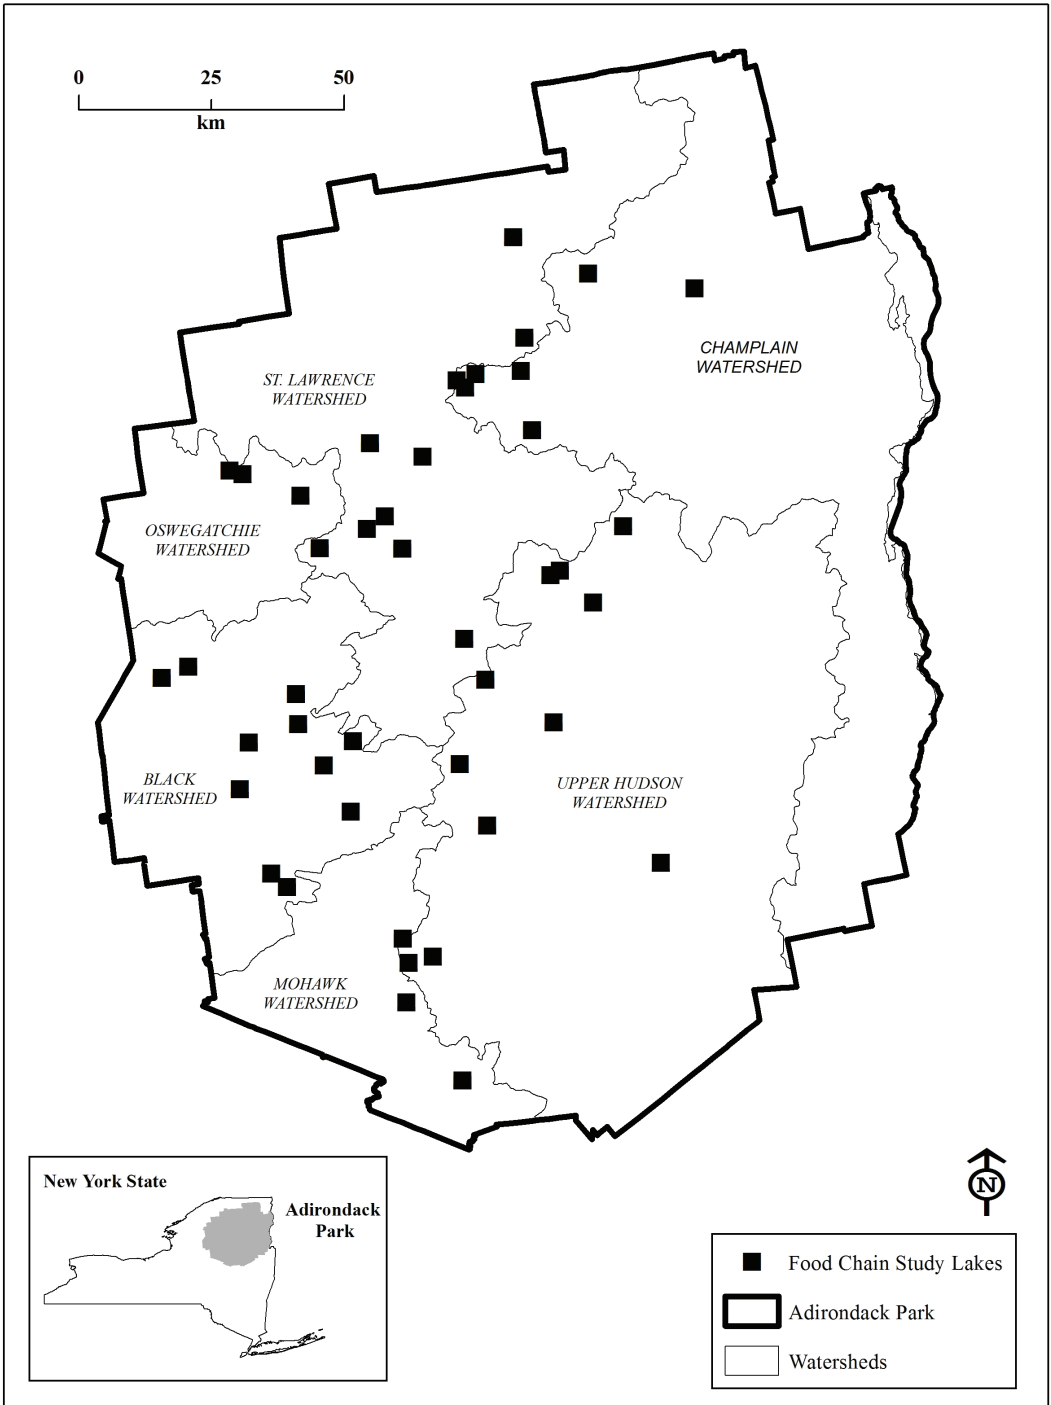 0 25 50
km
CHAMPLAIN
WATERSHED
ST. LAWRENCE
WATERSHED
OSWEGATCHIE
WATERSHED
BLACK
WATERSHED
UPPER HUDSON
WATERSHED
MOHAWK
WATERSHED
New York State
Adirondack
Park
N
Food Chain Study Lakes
Adirondack Park
Watersheds